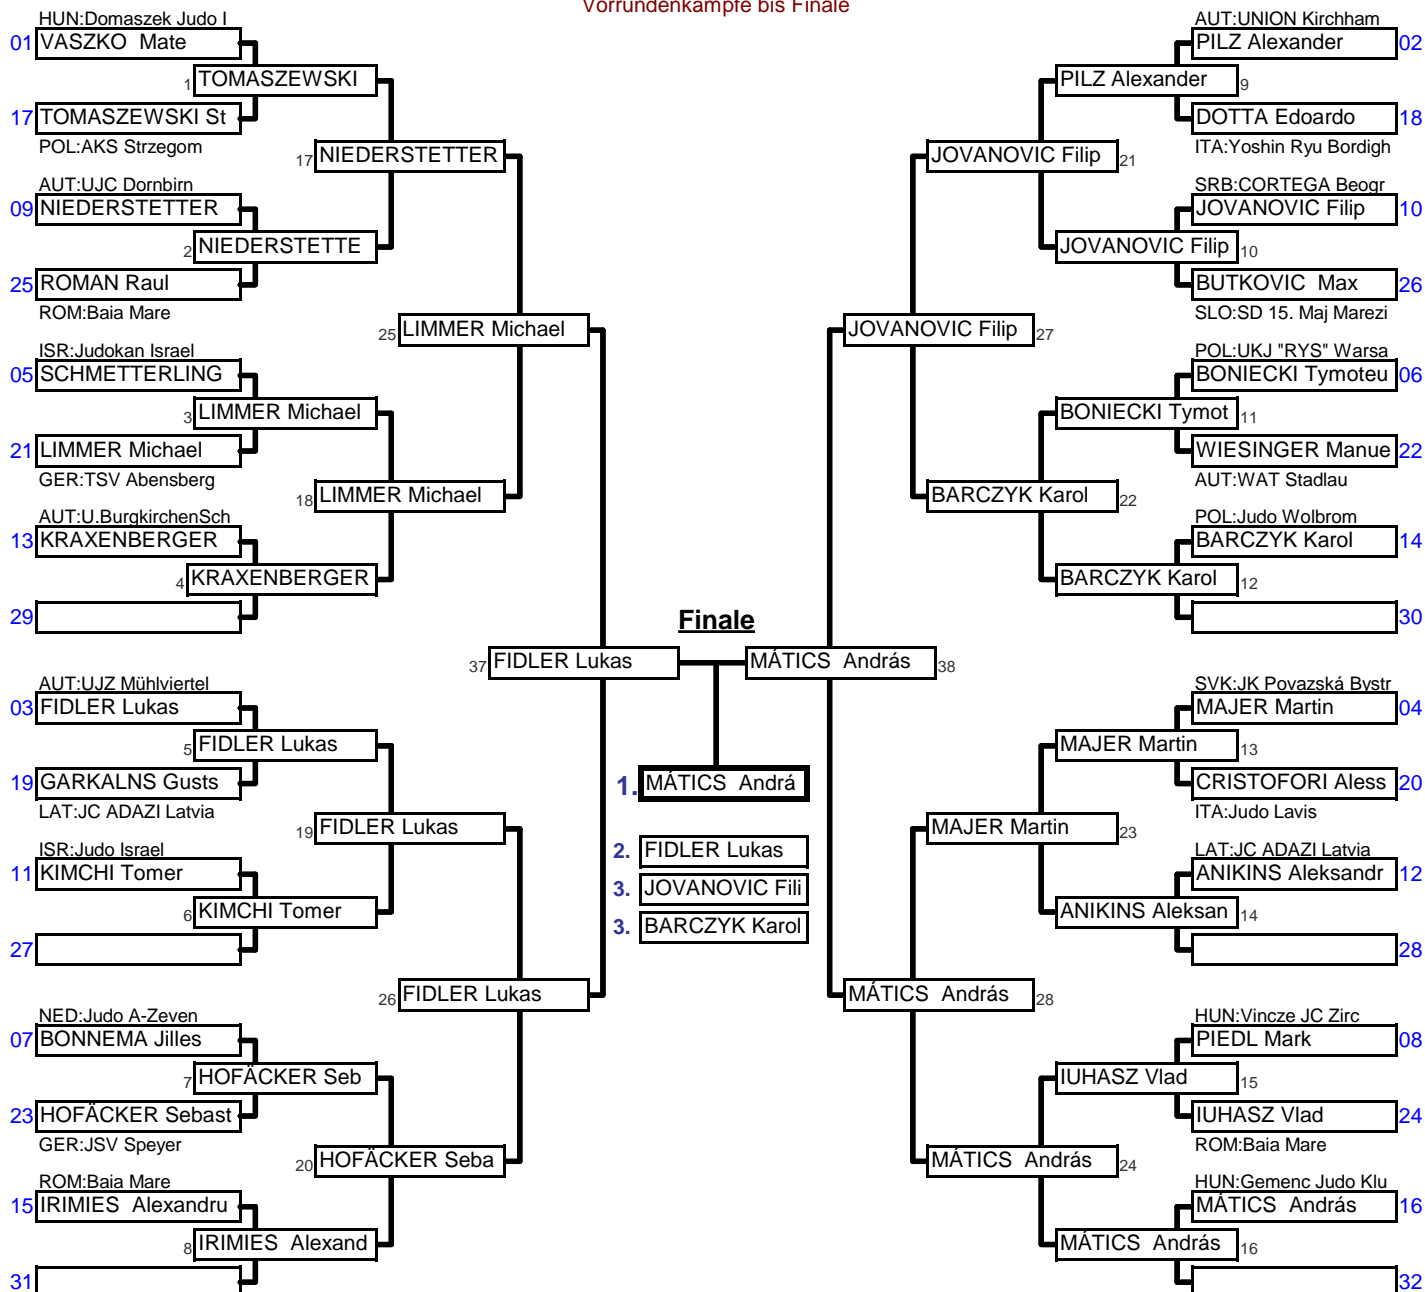 Vorrundenkämpfe bis Finale
HUN:Domaszek Judo I
01 VASZKO Mate
1 TOMASZEWSKI
17 TOMASZEWSKI St
POL:AKS Strzegom
17 NIEDERSTETTER
AUT:UJC Dornbirn
09 NIEDERSTETTER
2 NIEDERSTETTE
25 ROMAN Raul
ROM:Baia Mare
25 LIMMER Michael
ISR:Judokan Israel
05 SCHMETTERLING
3 LIMMER Michael
21 LIMMER Michael
GER:TSV Abensberg
18 LIMMER Michael
AUT:U.BurgkirchenSch
13 KRAXENBERGER
4 KRAXENBERGER
29
37 FIDLER Lukas
AUT:UJZ Mühlviertel
03 FIDLER Lukas
5 FIDLER Lukas
19 GARKALNS Gusts
LAT:JC ADAZI Latvia
19 FIDLER Lukas
ISR:Judo Israel
11 KIMCHI Tomer
6 KIMCHI Tomer
27
26 FIDLER Lukas
NED:Judo A-Zeven
07 BONNEMA Jilles
7 HOFÄCKER Seb
23 HOFÄCKER Sebast
GER:JSV Speyer
20 HOFÄCKER Seba
ROM:Baia Mare
15 IRIMIES Alexandru
8 IRIMIES Alexand
31
Finale
1. MÁTICS Andrá
2. FIDLER Lukas
3. JOVANOVIC Fili
3. BARCZYK Karol
AUT:UNION Kirchham
PILZ Alexander 02
PILZ Alexander 9
DOTTA Edoardo 18
ITA:Yoshin Ryu Bordigh
JOVANOVIC Filip 21
SRB:CORTEGA Beogr
JOVANOVIC Filip 10
JOVANOVIC Filip 10
BUTKOVIC Max 26
SLO:SD 15. Maj Marezi
JOVANOVIC Filip 27
POL:UKJ "RYS" Warsa
BONIECKI Tymoteu 06
BONIECKI Tymot 11
WIESINGER Manue 22
AUT:WAT Stadlau
BARCZYK Karol 22
POL:Judo Wolbrom
BARCZYK Karol 14
BARCZYK Karol 12
30
MÁTICS András 38
SVK:JK Povazská Bystr
MAJER Martin 04
MAJER Martin 13
CRISTOFORI Aless 20
ITA:Judo Lavis
MAJER Martin 23
LAT:JC ADAZI Latvia
ANIKINS Aleksandr 12
ANIKINS Aleksan 14
28
MÁTICS András 28
HUN:Vincze JC Zirc
PIEDL Mark 08
IUHASZ Vlad 15
IUHASZ Vlad 24
ROM:Baia Mare
MÁTICS András 24
HUN:Gemenc Judo Klu
MÁTICS András 16
MÁTICS András 16
32